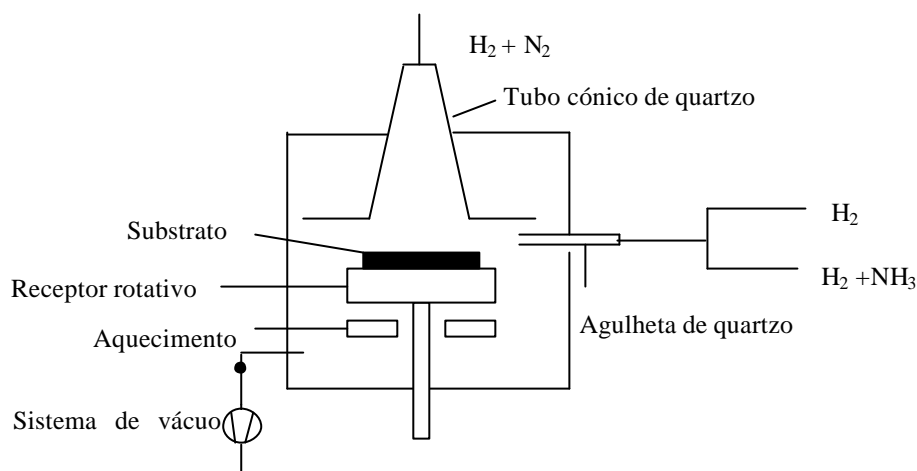 H₂ + N₂
Tubo cónico de quartzo
H₂
Substrato
Receptor rotativo
H₂ +NH₃
Agulheta de quartzo
Aquecimento
Sistema de vácuo